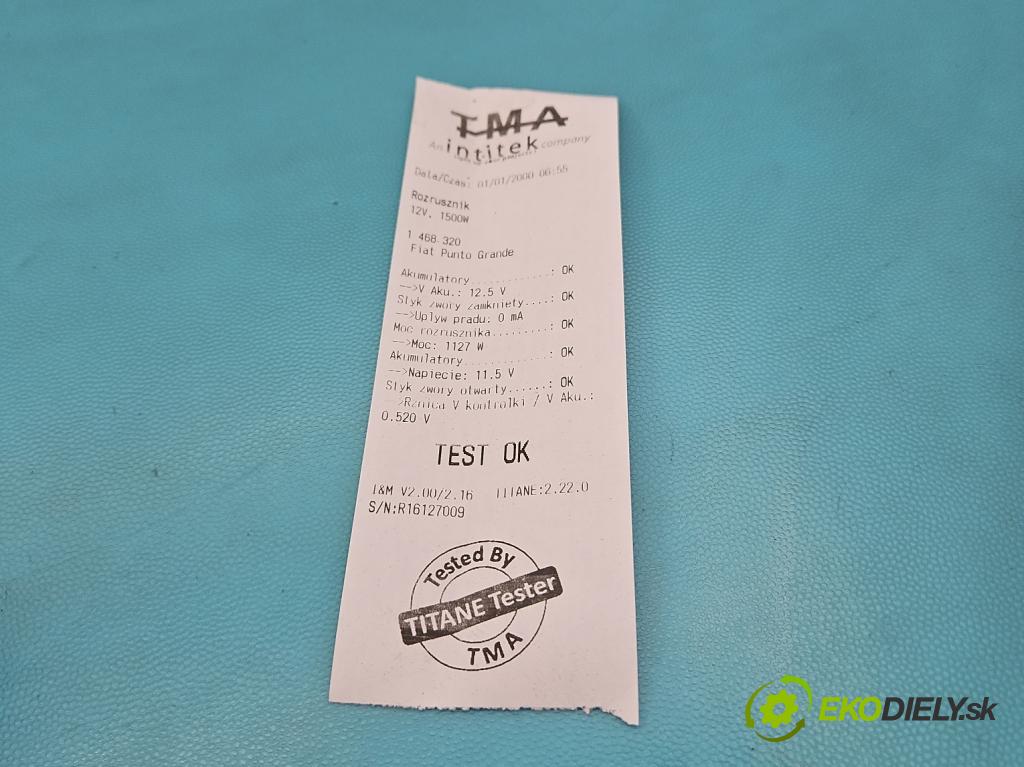 TMA
An intitek company
Data/Czas: 01/01/2000 06:55
Rozrusznik
12V, 1500W
1 468 320
Fiat Punto Grande
Akumulatory..............: OK
-->V Aku.: 12.5 V
Styk zwory zamkniety....: OK
-->Uplyw pradu: 0 mA
Moc rozrusznika.........: OK
-->Moc: 1127 W
Akumulatory..............: OK
-->Napiecie: 11.5 V
Styk zwory otwarty......: OK
-->Rznica V kontrolki / V Aku.:
0.520 V
TEST OK
I&M V2.00/2.16 TITANE:2.22.0
S/N:R16127009
Tested By
TITANE Tester
TMA
EKODIELY.sk